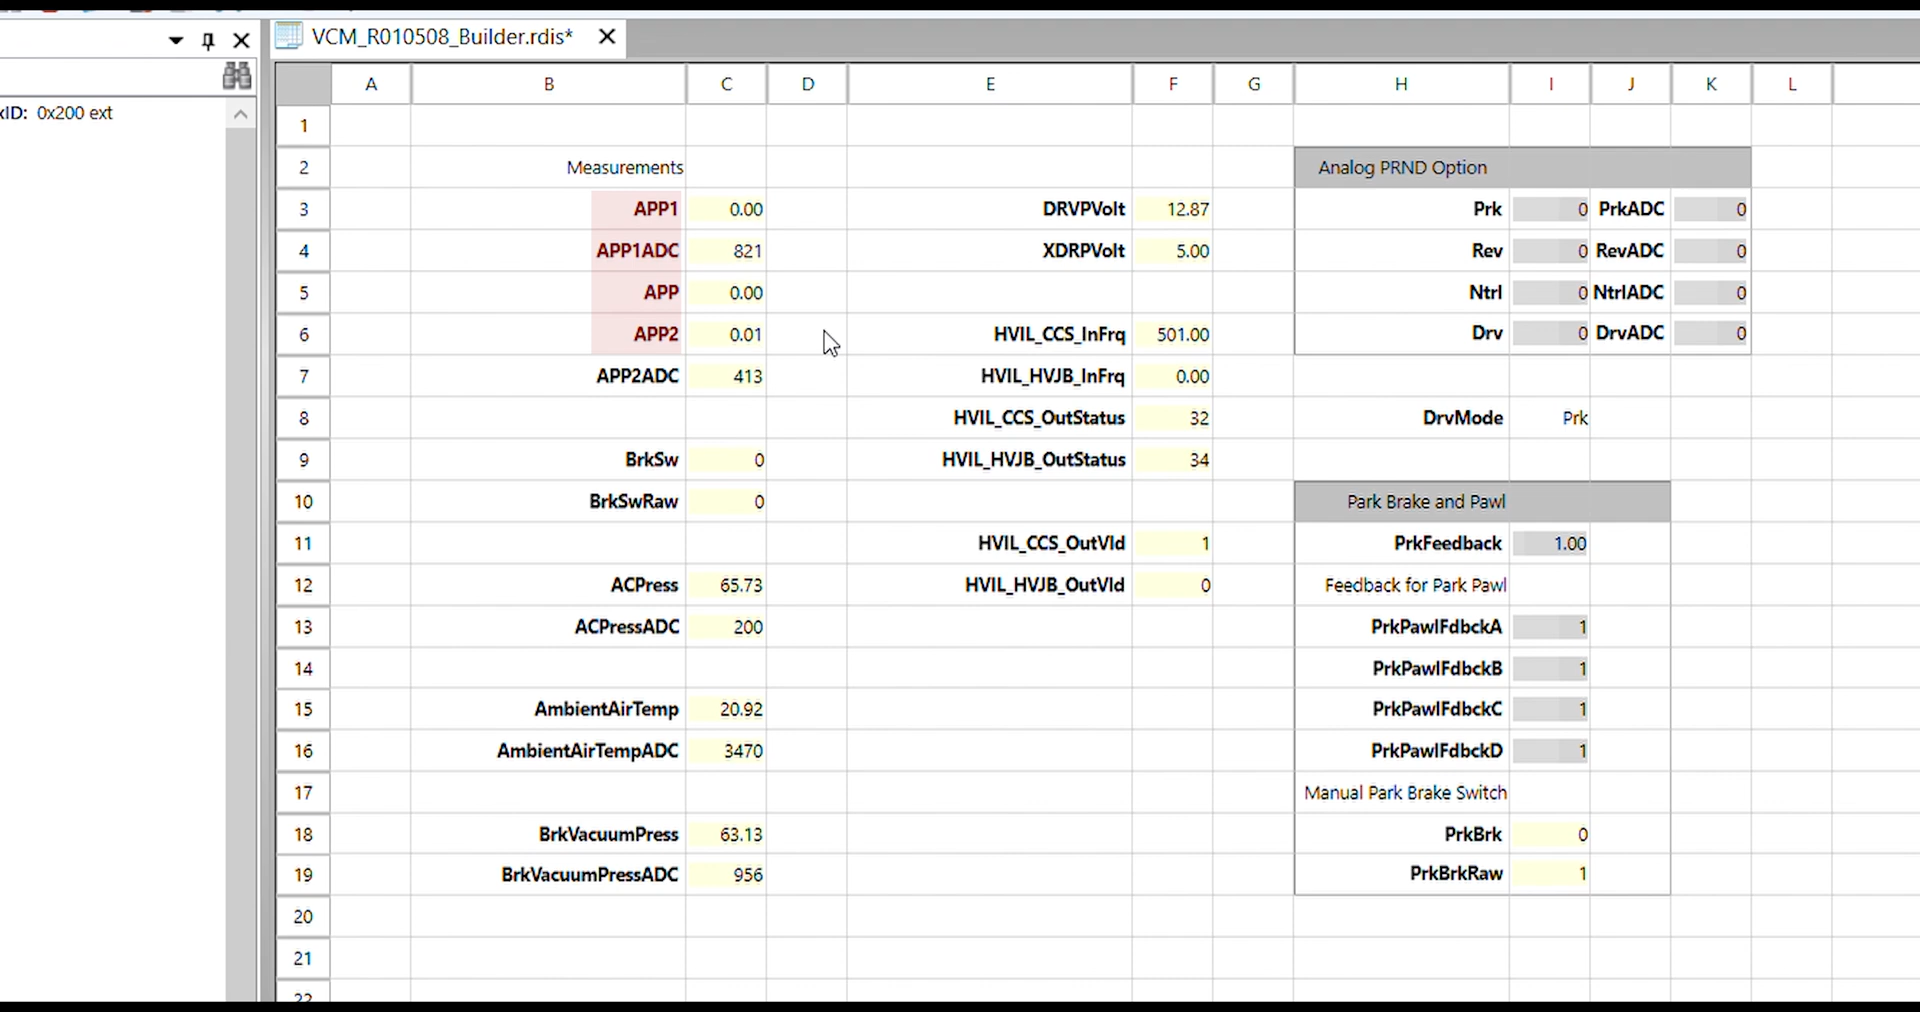 VCM_R010508_Builder.rdis*
ID: 0x200 ext
A B C D E F G H I J K L
1
2 Measurements Analog PRND Option
3 APP1 0.00 DRVPVolt 12.87 Prk 0 PrkADC 0
4 APP1ADC 821 XDRPVolt 5.00 Rev 0 RevADC 0
5 APP 0.00 Ntrl 0 NtrlADC 0
6 APP2 0.01 HVIL_CCS_InFrq 501.00 Drv 0 DrvADC 0
7 APP2ADC 413 HVIL_HVJB_InFrq 0.00
8 HVIL_CCS_OutStatus 32 DrvMode Prk
9 BrkSw 0 HVIL_HVJB_OutStatus 34
10 BrkSwRaw 0 Park Brake and Pawl
11 HVIL_CCS_OutVld 1 PrkFeedback 1.00
12 ACPress 65.73 HVIL_HVJB_OutVld 0 Feedback for Park Pawl
13 ACPressADC 200 PrkPawlFdbckA 1
14 PrkPawlFdbckB 1
15 AmbientAirTemp 20.92 PrkPawlFdbckC 1
16 AmbientAirTempADC 3470 PrkPawlFdbckD 1
17 Manual Park Brake Switch
18 BrkVacuumPress 63.13 PrkBrk 0
19 BrkVacuumPressADC 956 PrkBrkRaw 1
20
21
22